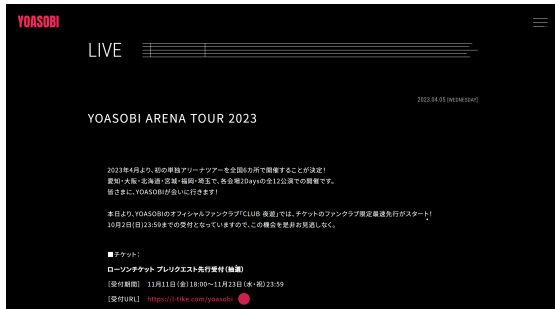 YOASOBI
LIVE
2023.04.05 [WEDNESDAY]
YOASOBI ARENA TOUR 2023
2023年4月より、初の単独アリーナツアーを全国6カ所で開催することが決定！
愛知・大阪・北海道・宮城・福岡・埼玉で、各会場2Daysの全12公演での開催です。
皆さまに、YOASOBIが会いに行きます！
本日より、YOASOBIのオフィシャルファンクラブ「CLUB 夜遊」では、チケットのファンクラブ限定最速先行がスタート！
10月2日(日)23:59までの受付となっていますので、この機会を是非お見逃しなく。
■チケット：
ローソンチケット プレリクエスト先行受付（抽選）
［受付期間］ 11月11日（金）18:00〜11月23日（水・祝）23:59
［受付URL］ https://l-tike.com/yoasobi